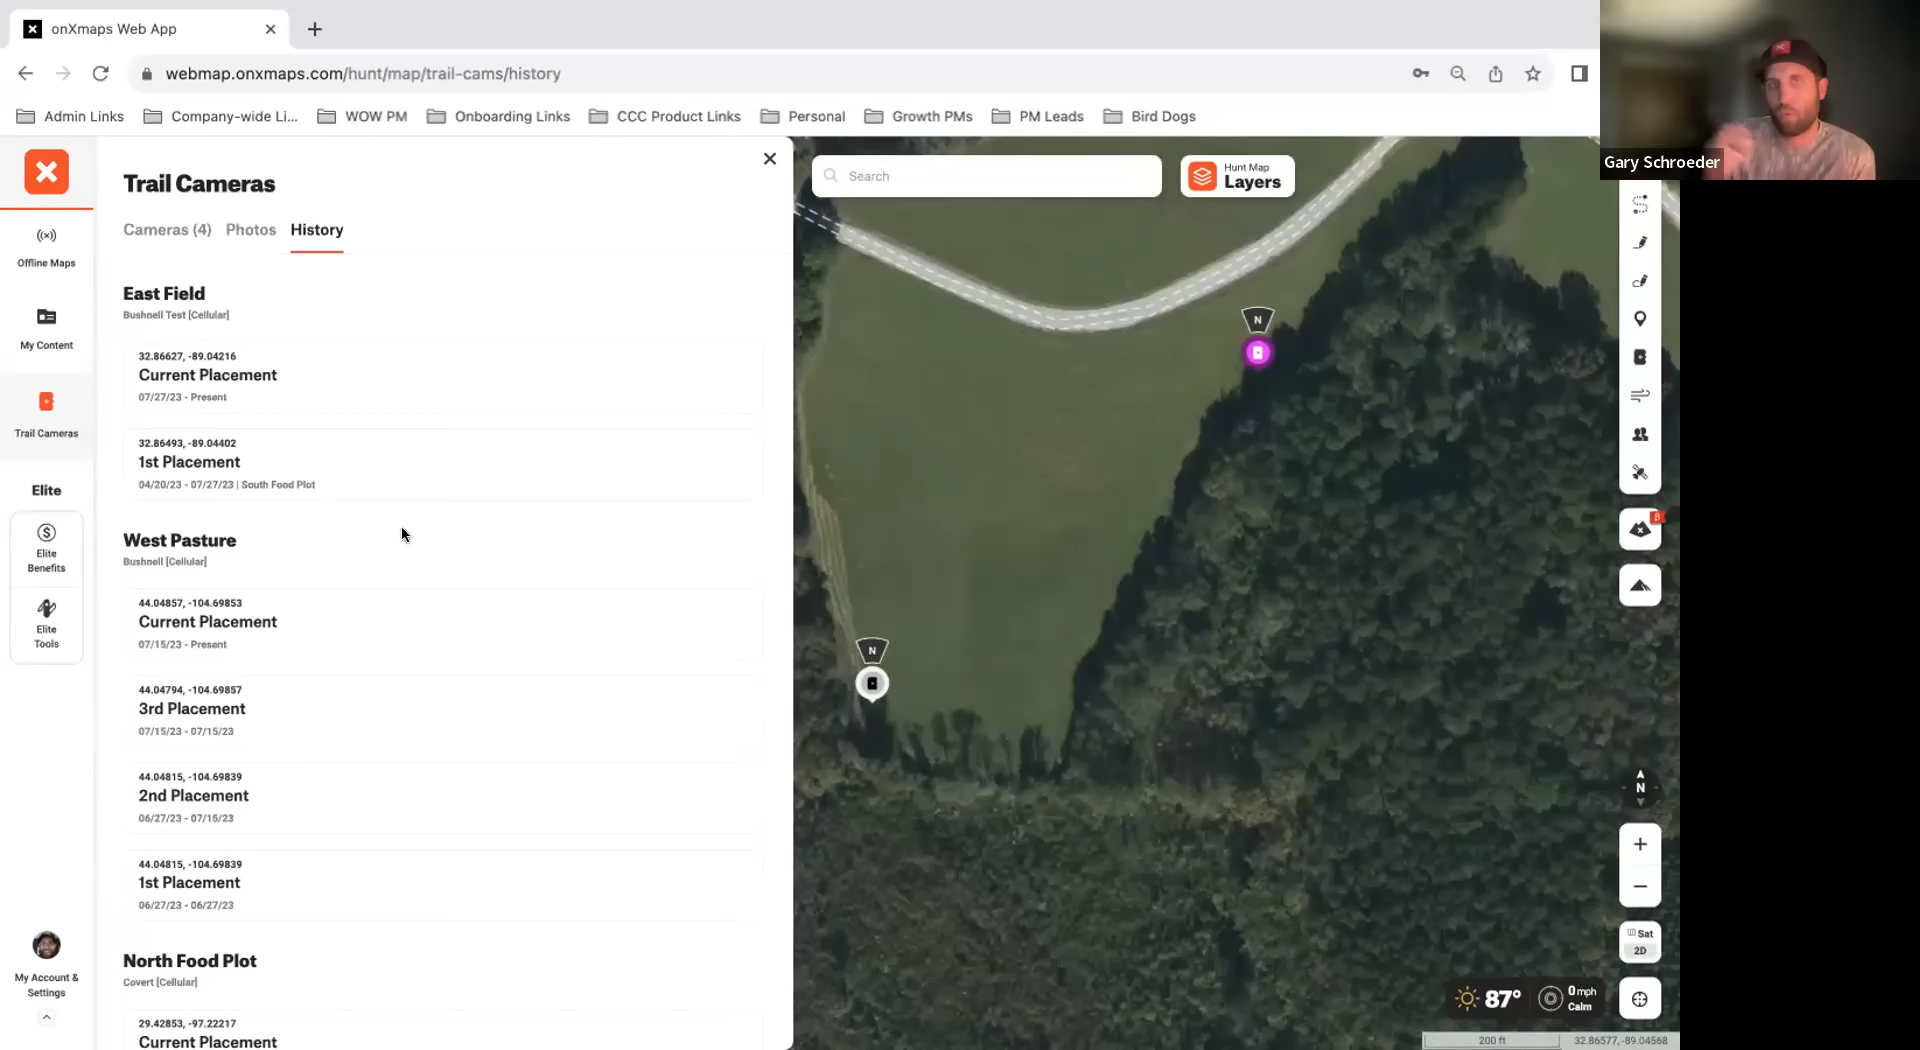 onXmaps Web App
webmap.onxmaps.com/hunt/map/trail-cams/history
Admin Links
Company-wide Li...
WOW PM
Onboarding Links
CCC Product Links
Personal
Growth PMs
PM Leads
Bird Dogs
Gary Schroeder
Offline Maps
My Content
Trail Cameras
Elite
Elite
Benefits
Elite
Tools
My Account &
Settings
Trail Cameras
Cameras (4)
Photos
History
East Field
Bushnell Test [Cellular]
32.86627, -89.04216
Current Placement
07/27/23 - Present
32.86493, -89.04402
1st Placement
04/20/23 - 07/27/23 | South Food Plot
West Pasture
Bushnell [Cellular]
44.04857, -104.69853
Current Placement
07/15/23 - Present
44.04794, -104.69857
3rd Placement
07/15/23 - 07/15/23
44.04815, -104.69839
2nd Placement
06/27/23 - 07/15/23
44.04815, -104.69839
1st Placement
06/27/23 - 06/27/23
North Food Plot
Covert [Cellular]
29.42853, -97.22217
Current Placement
Search
Hunt Map
Layers
N
N
β
N
Sat
2D
87°
0 mph
Calm
200 ft
32.86577,-89.04568